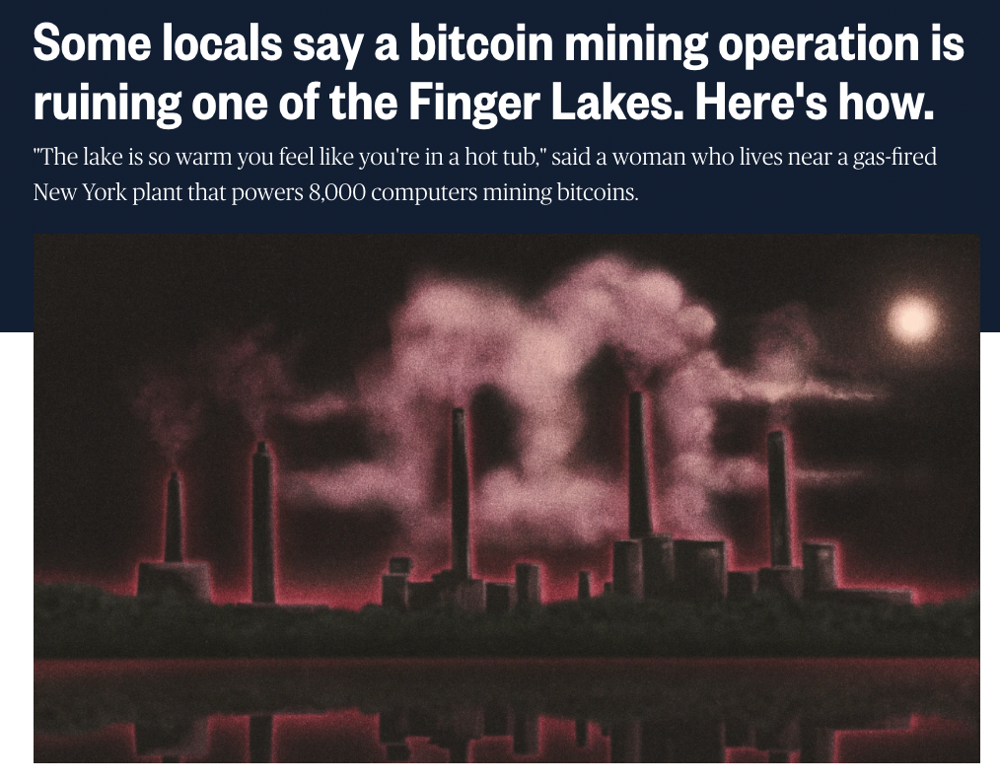 Some locals say a bitcoin mining operation is
ruining one of the Finger Lakes. Here's how.
"The lake is so warm you feel like you're in a hot tub," said a woman who lives near a gas-fired
New York plant that powers 8,000 computers mining bitcoins.